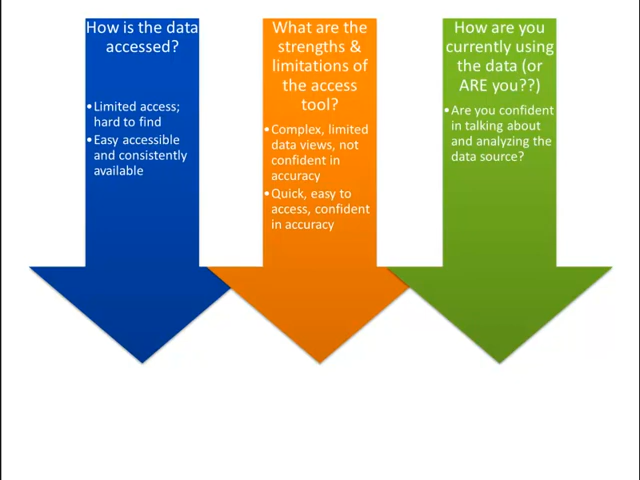 How is the data
accessed?
•Limited access;
hard to find
•Easy accessible
and consistently
available
What are the
strengths &
limitations of
the access
tool?
•Complex, limited
data views, not
confident in
accuracy
•Quick, easy to
access, confident
in accuracy
How are you
currently using
the data (or
ARE you??)
•Are you confident
in talking about
and analyzing the
data source?